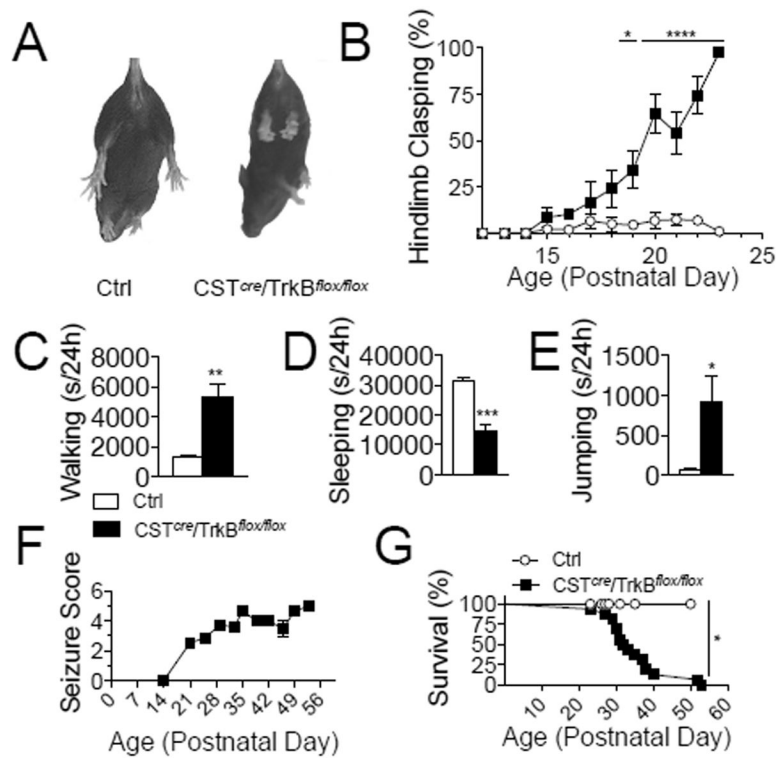 A
Ctrl
CSTcre/TrkBflox/flox
B
Hindlimb Clasping (%)
100
75
50
25
15
20
25
Age (Postnatal Day)
*
****
C
Walking (s/24h)
8000
6000
4000
2000
0
**
D
Sleeping (s/24h)
40000
30000
20000
10000
0
***
E
Jumping (s/24h)
1500
1000
500
0
*
Ctrl
CSTcre/TrkBflox/flox
F
Seizure Score
6
4
2
0
0
7
14
21
28
35
42
49
56
Age (Postnatal Day)
G
Ctrl
CSTcre/TrkBflox/flox
Survival (%)
100
75
50
25
0
10
20
30
40
50
60
Age (Postnatal Day)
*